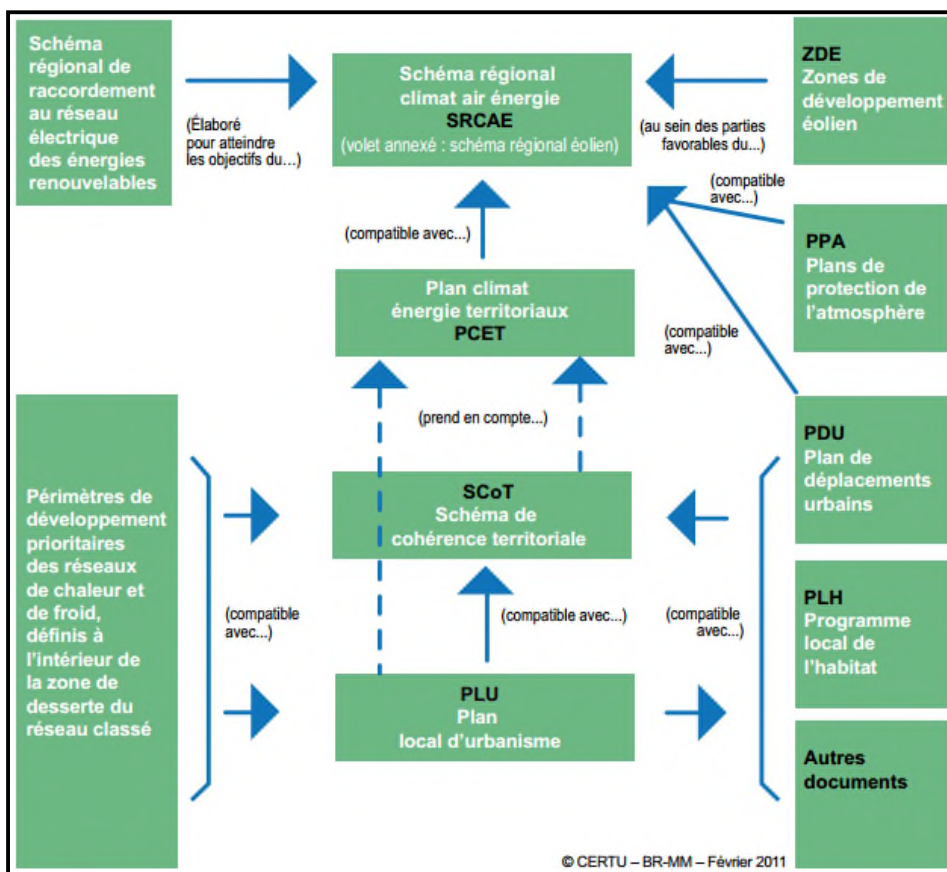 Schéma
régional de
raccordement
au réseau
électrique
des énergies
renouvelables
(Élaboré
pour atteindre
les objectifs du...)
Schéma régional
climat air énergie
SRCAE
(volet annexé : schéma régional éolien)
(au sein des parties
favorables du...)
ZDE
Zones de
développement
éolien
(compatible
avec...)
PPA
Plans de
protection de
l'atmosphère
(compatible avec...)
Plan climat
énergie territoriaux
PCET
(compatible
avec...)
(prend en compte...)
Périmètres de
développement
prioritaires
des réseaux
de chaleur et
de froid,
définis à
l'intérieur de
la zone de
desserte du
réseau classé
(compatible
avec...)
SCoT
Schéma de
cohérence territoriale
(compatible avec...)
PLU
Plan
local d'urbanisme
(compatible
avec...)
PDU
Plan de
déplacements
urbains
PLH
Programme
local de
l'habitat
Autres
documents
© CERTU – BR-MM – Février 2011